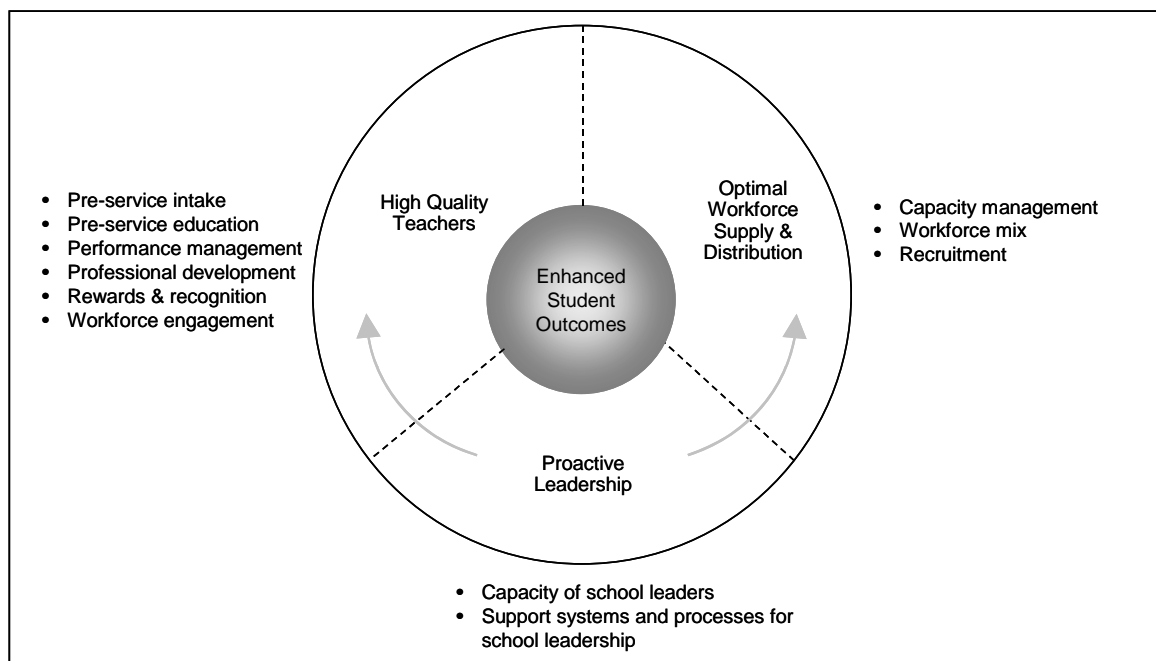 • Pre-service intake
• Pre-service education
• Performance management
• Professional development
• Rewards & recognition
• Workforce engagement
High Quality
Teachers
Enhanced
Student
Outcomes
Optimal
Workforce
Supply &
Distribution
• Capacity management
• Workforce mix
• Recruitment
Proactive
Leadership
• Capacity of school leaders
• Support systems and processes for
school leadership